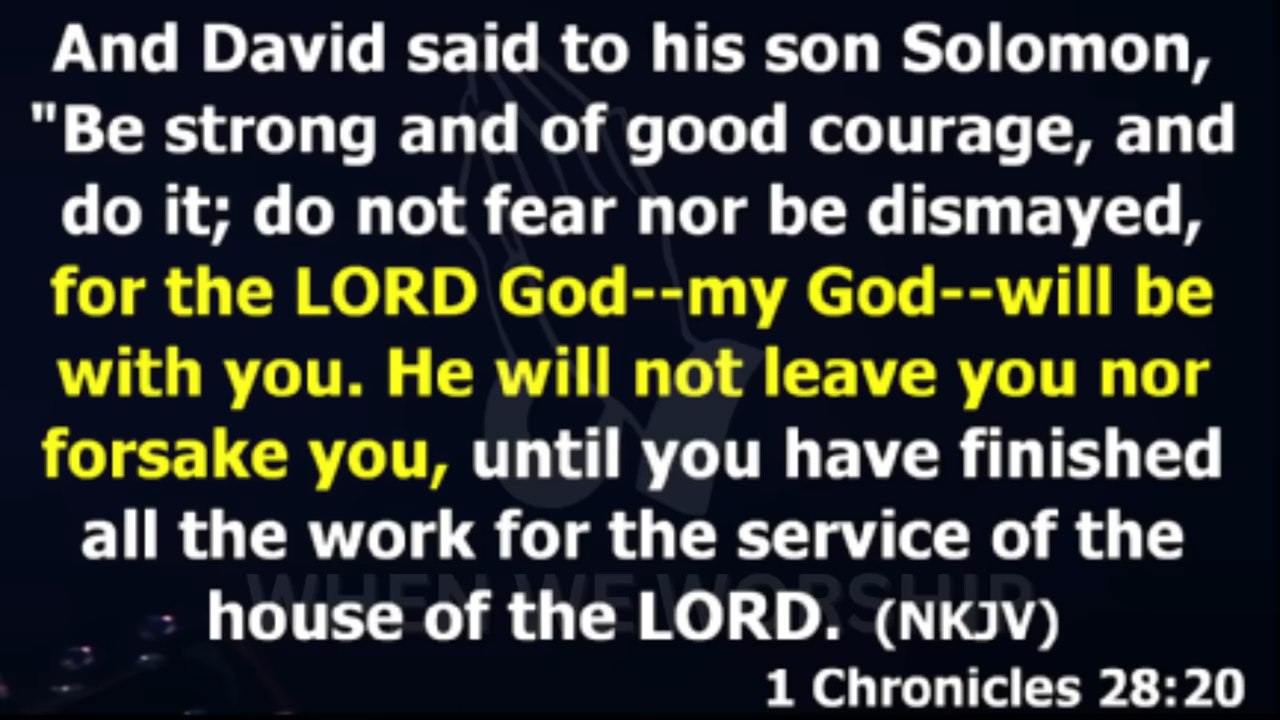 And David said to his son Solomon,
"Be strong and of good courage, and
do it; do not fear nor be dismayed,
for the LORD God--my God--will be
with you. He will not leave you nor
forsake you, until you have finished
all the work for the service of the
WHEN WE WORSHIP
house of the LORD. (NKJV)
1 Chronicles 28:20